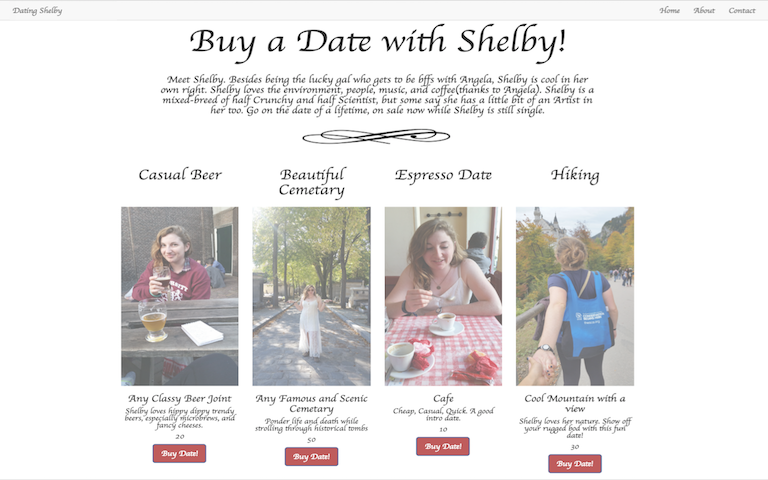 Dating Shelby
Home About Contact
Buy a Date with Shelby!
Meet Shelby. Besides being the lucky gal who gets to be bffs with Angela, Shelby is cool in her
own right. Shelby loves the environment, people, music, and coffee(thanks to Angela). Shelby is a
mixed-breed of half Crunchy and half Scientist, but some say she has a little bit of an Artist in
her too. Go on the date of a lifetime, on sale now while Shelby is still single.
Casual Beer
Beautiful
Cemetary
Espresso Date
Hiking
Any Classy Beer Joint
Shelby loves hippy dippy trendy
beers, especially microbrews, and
fancy cheeses.
20
Buy Date!
Any Famous and Scenic
Cemetary
Ponder life and death while
strolling through historical tombs
50
Buy Date!
Cafe
Cheap, Casual, Quick. A good
intro date.
10
Buy Date!
Cool Mountain with a
view
Shelby loves her nature. Show off
your rugged bod with this fun
date!
30
Buy Date!